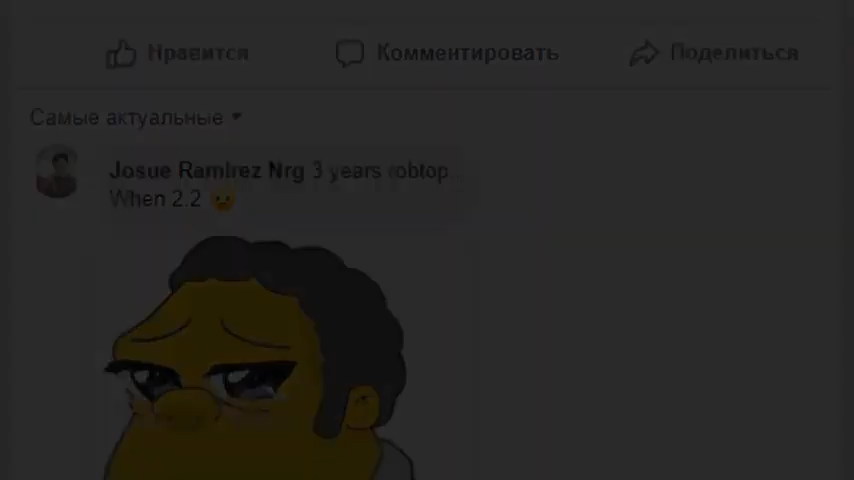 Нравится Комментировать Поделиться
Самые актуальные
Josue Ramirez Nrg 3 years robtop...
When 2.2